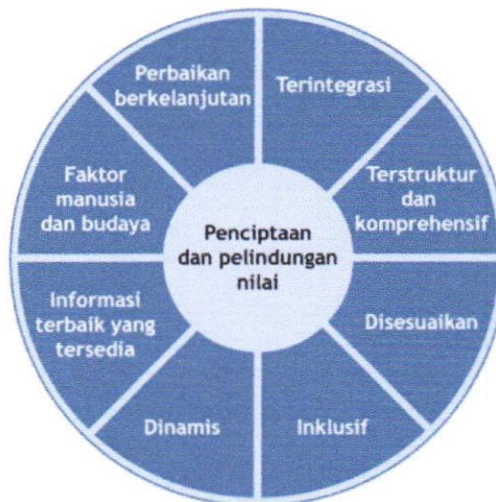 Perbaikan
berkelanjutan
Terintegrasi
Terstruktur
dan
komprehensif
Disesuaikan
Inklusif
Dinamis
Informasi
terbaik yang
tersedia
Faktor
manusia
dan budaya
Penciptaan
dan pelindungan
nilai